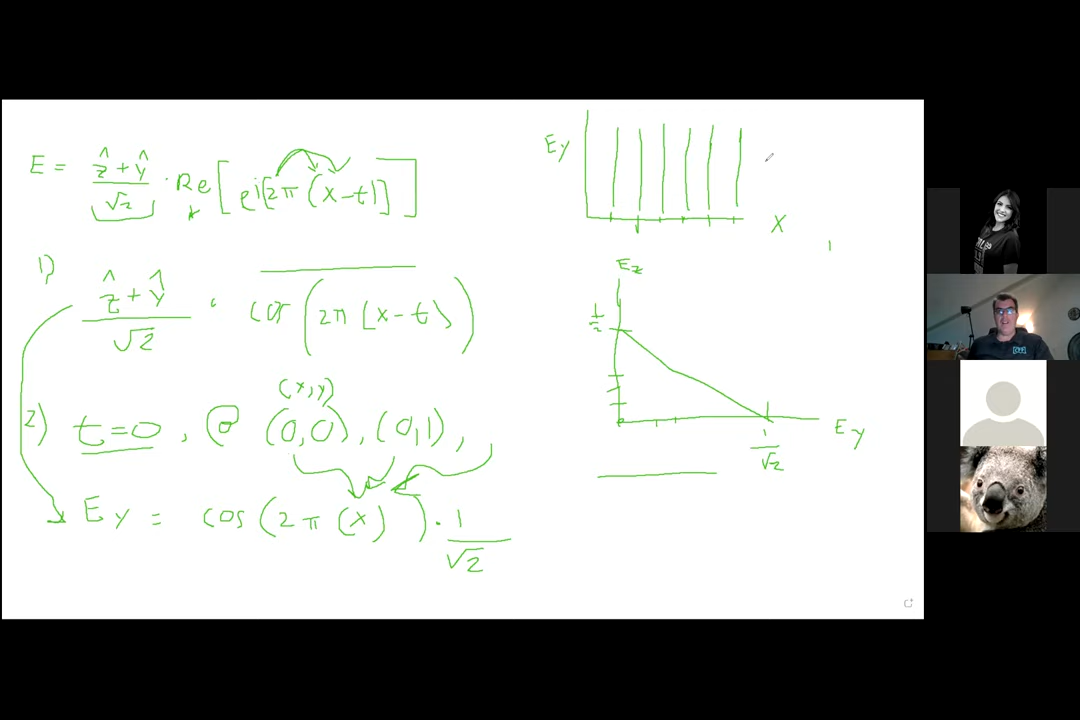 E = ẑ + ŷ / √2 · Re [ e i[2π (x-t)] ]
1) ẑ + ŷ / √2 · cos ( 2π (x-t) )
(x,y)
2) t=0, @ (0,0), (0,1),
Ey = cos (2π (x) ) · 1 / √2
Ey
X
Ez
1 / √2
Ey